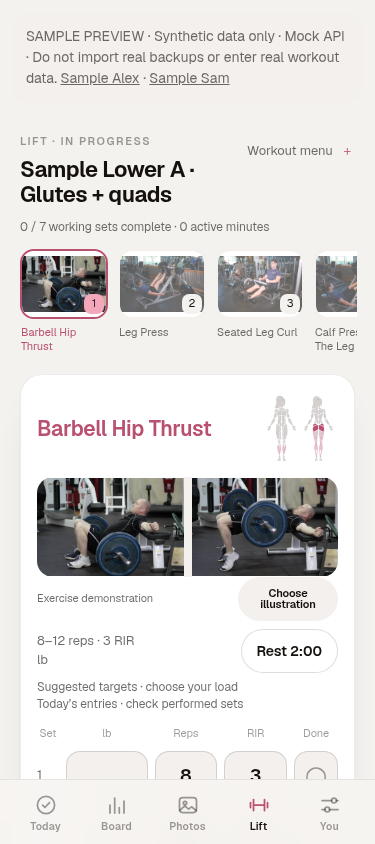 SAMPLE PREVIEW · Synthetic data only · Mock API
· Do not import real backups or enter real workout
data. Sample Alex · Sample Sam
LIFT · IN PROGRESS
Workout menu +
Sample Lower A ·
Glutes + quads
0 / 7 working sets complete · 0 active minutes
1
2
3
Barbell Hip
Thrust
Leg Press
Seated Leg Curl
Calf Pres
The Leg
Barbell Hip Thrust
Exercise demonstration
Choose
illustration
8–12 reps · 3 RIR
lb
Rest 2:00
Suggested targets · choose your load
Today's entries · check performed sets
Set lb Reps RIR Done
1 8 3
Today Board Photos Lift You